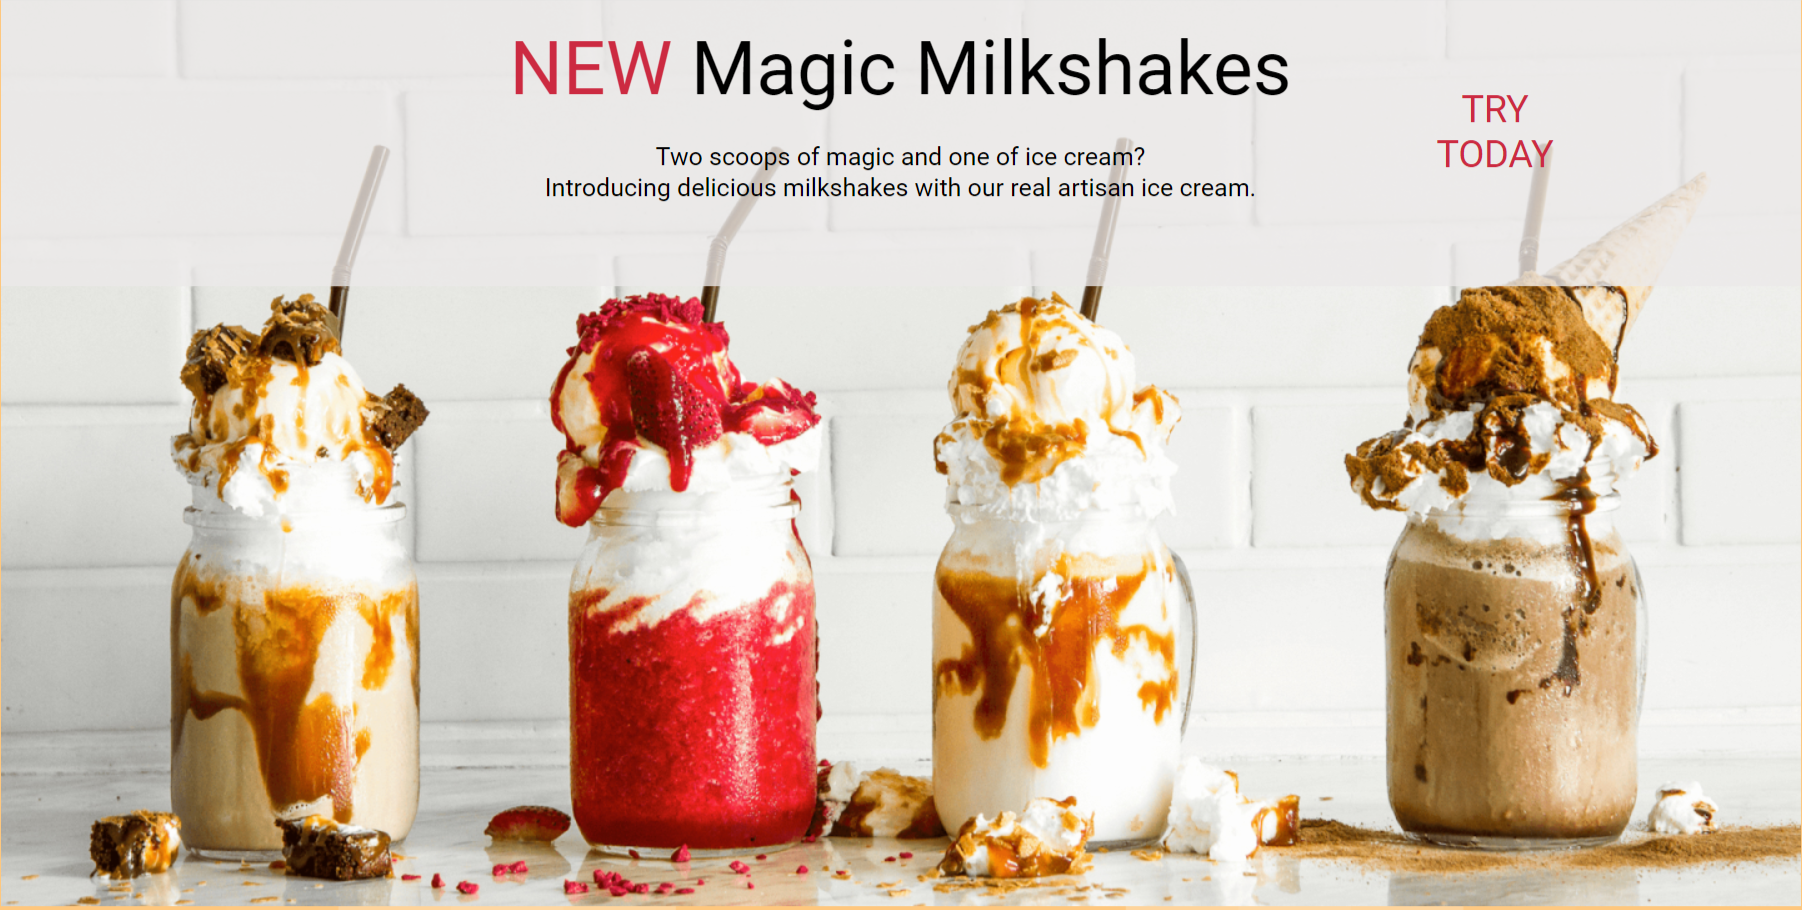 NEW Magic Milkshakes
Two scoops of magic and one of ice cream?
Introducing delicious milkshakes with our real artisan ice cream.
TRY
TODAY